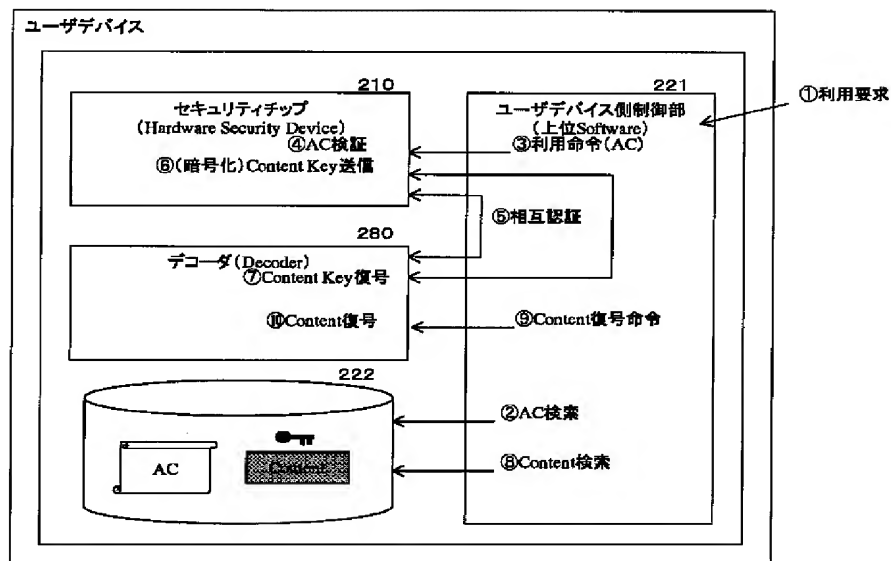 ユーザデバイス
210
セキュリティチップ
(Hardware Security Device)
④AC検証
⑥(暗号化)Content Key送信
221
ユーザデバイス側制御部
(上位Software)
③利用命令(AC)
①利用要求
⑤相互認証
280
デコーダ(Decoder)
⑦Content Key復号
⑩Content復号
⑨Content復号命令
222
②AC検索
AC
Content
⑧Content検索